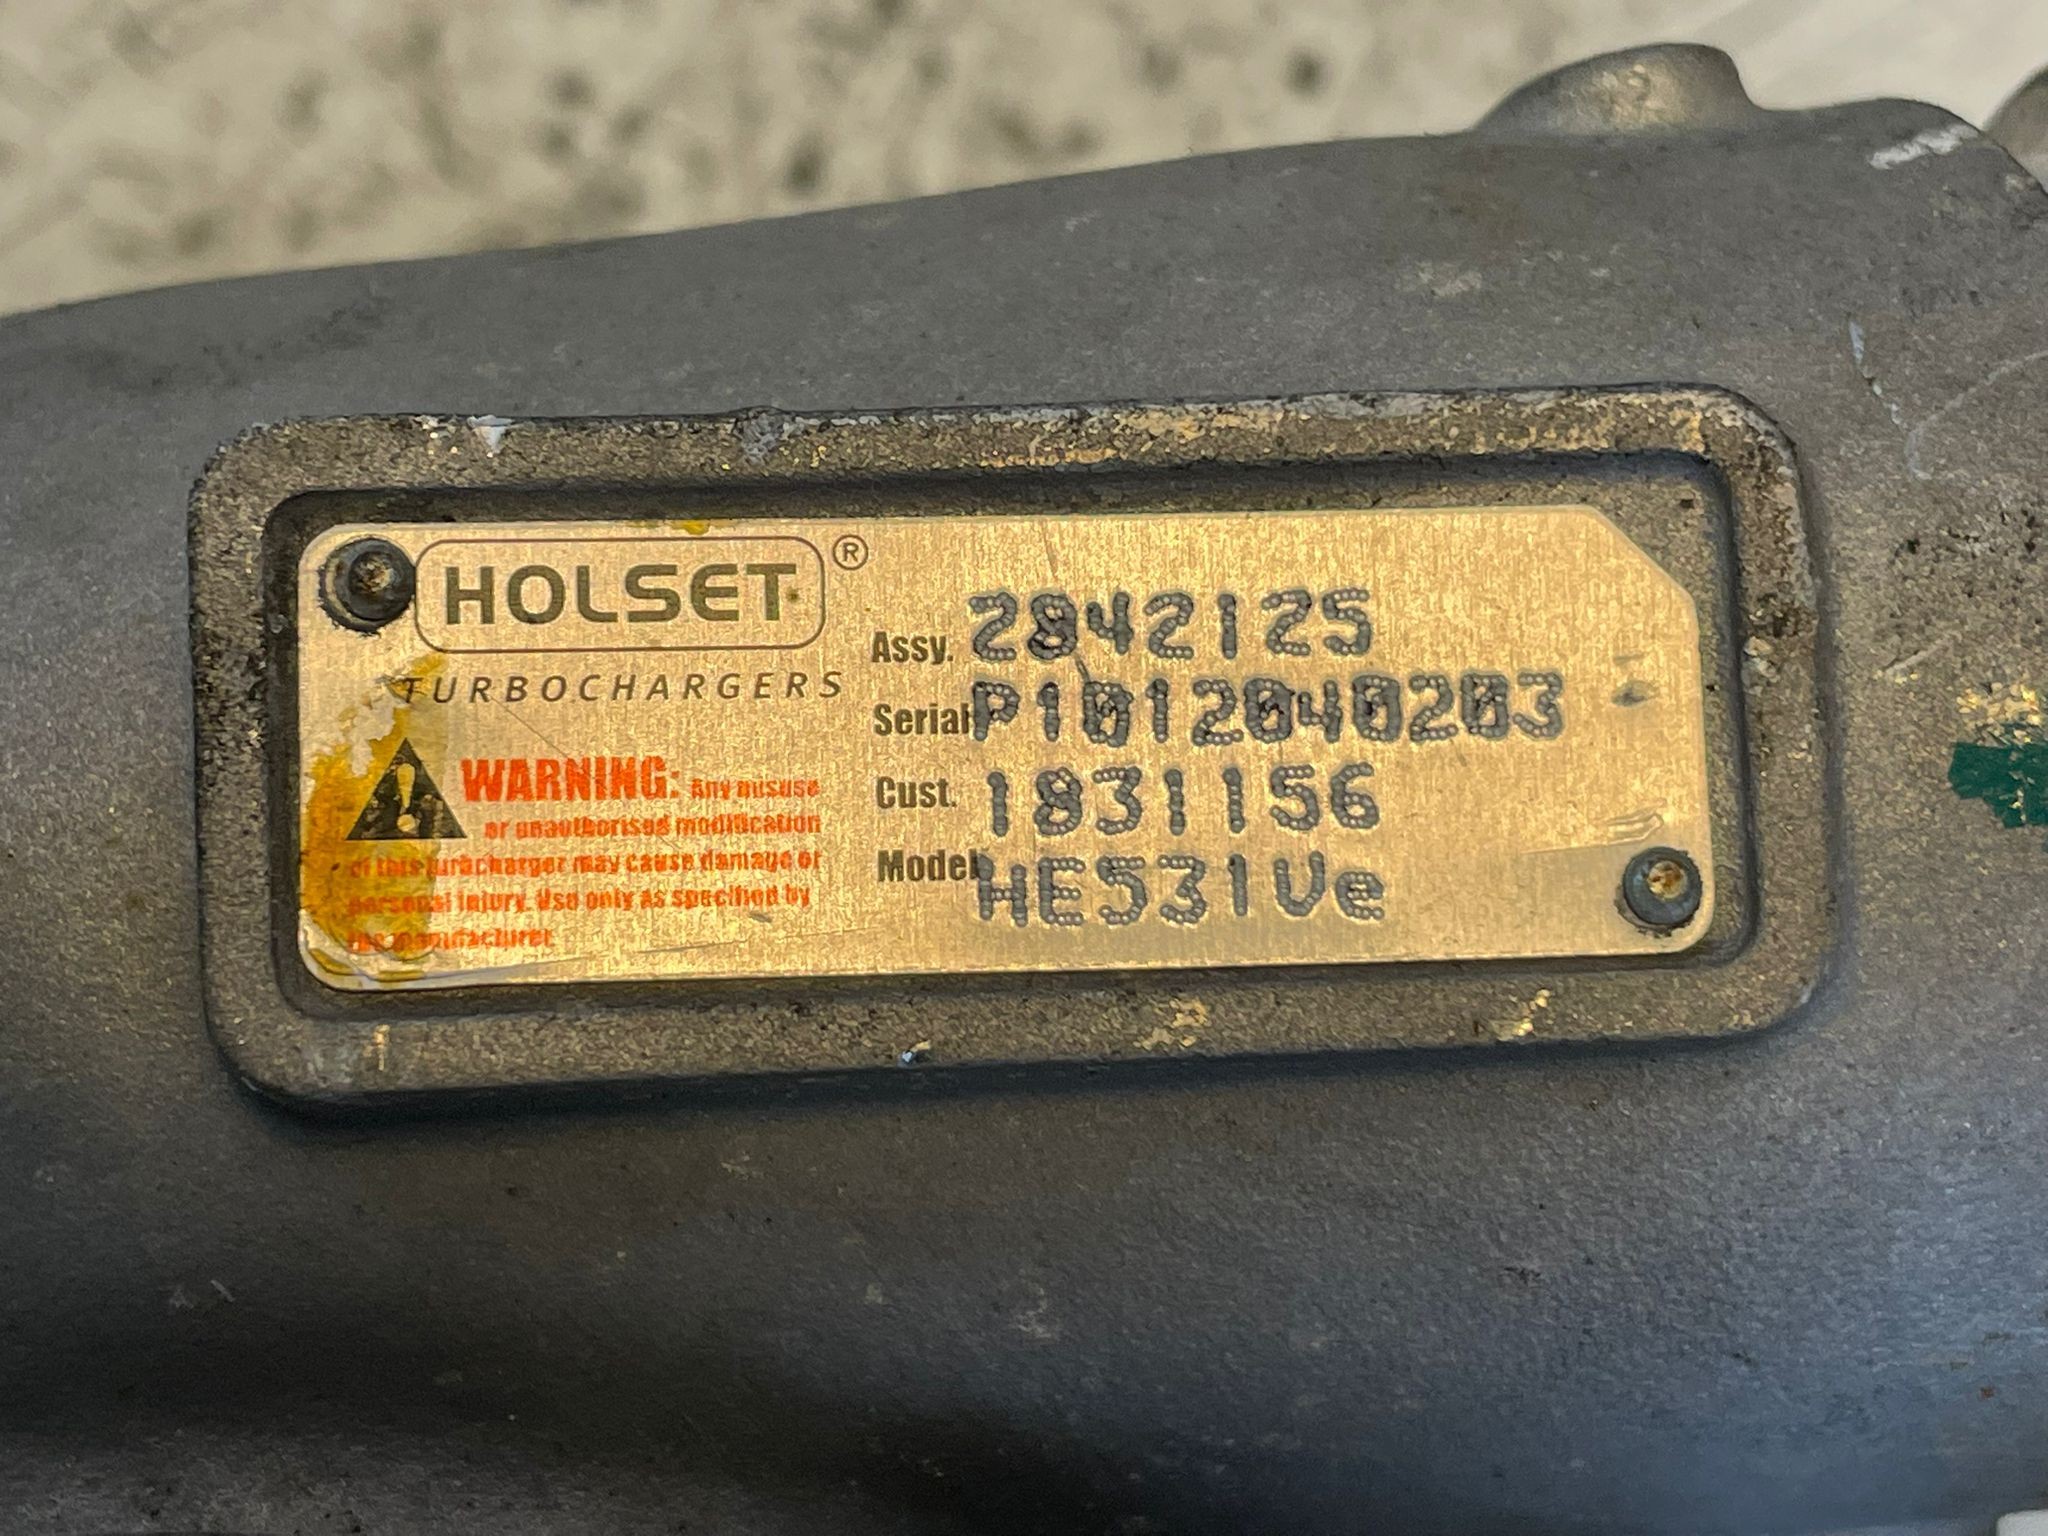 HOLSET ®
TURBOCHARGERS
WARNING: Any misuse
or unauthorised modification
of this turbocharger may cause damage or
personal injury. Use only as specified by
the manufacturer.
Assy. 2842125
Serial P1012040203
Cust. 1831156
Model HE531Ve